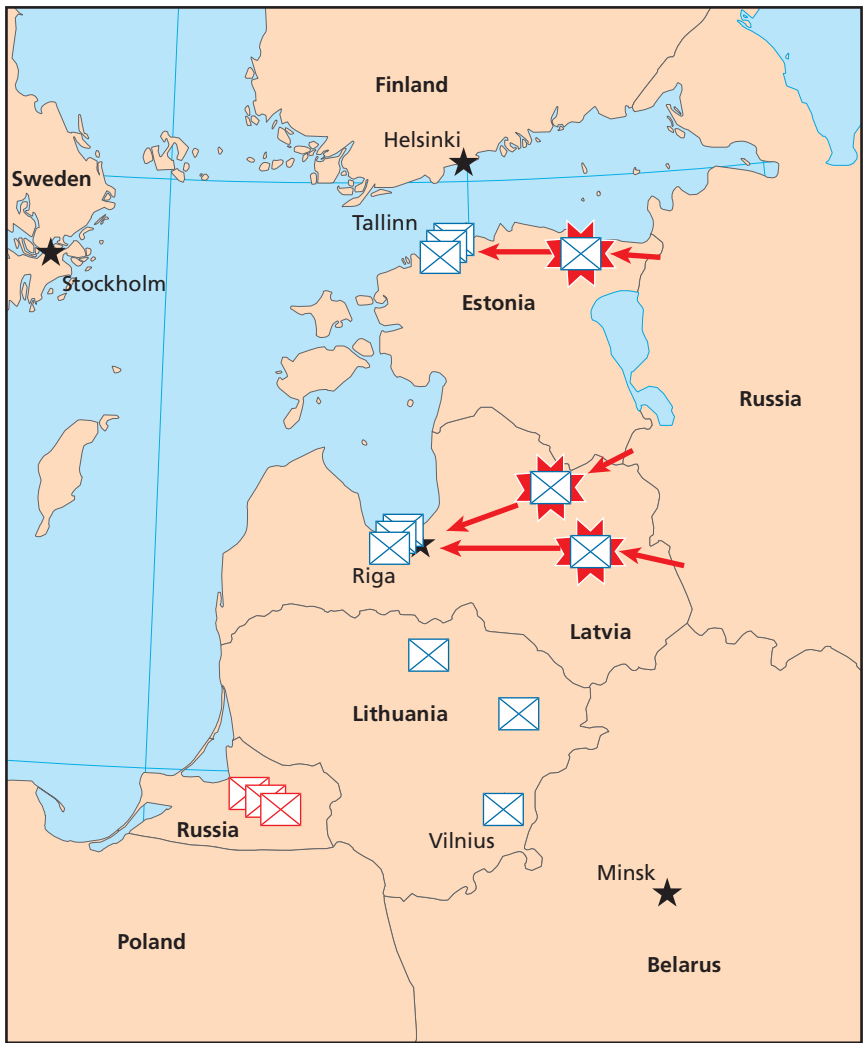 Finland
Helsinki
Sweden
Tallinn
Stockholm
Estonia
Russia
Riga
Latvia
Lithuania
Russia
Vilnius
Minsk
Poland
Belarus